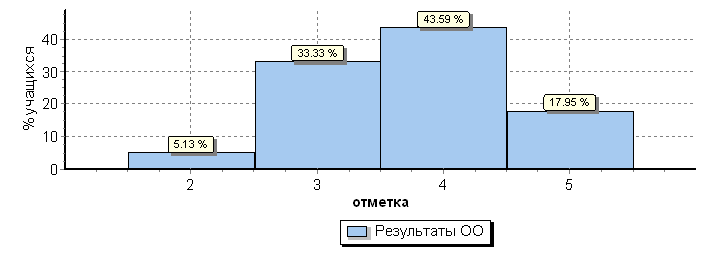 43.59 %
40
33.33 %
30
17.95 %
20
10
5.13 %
0
% учащихся
2 3 4 5
отметка
Результаты ОО